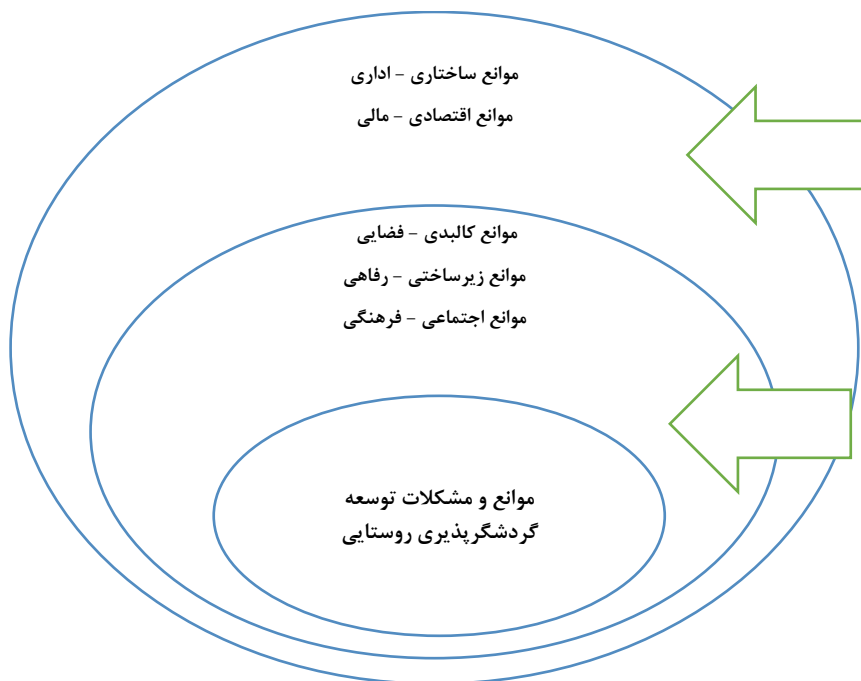 موانع ساختاری - اداری
موانع اقتصادی - مالی
موانع کالبدی - فضایی
موانع زیرساختی - رفاهی
موانع اجتماعی - فرهنگی
موانع و مشکلات توسعه
گردشگرپذیری روستایی